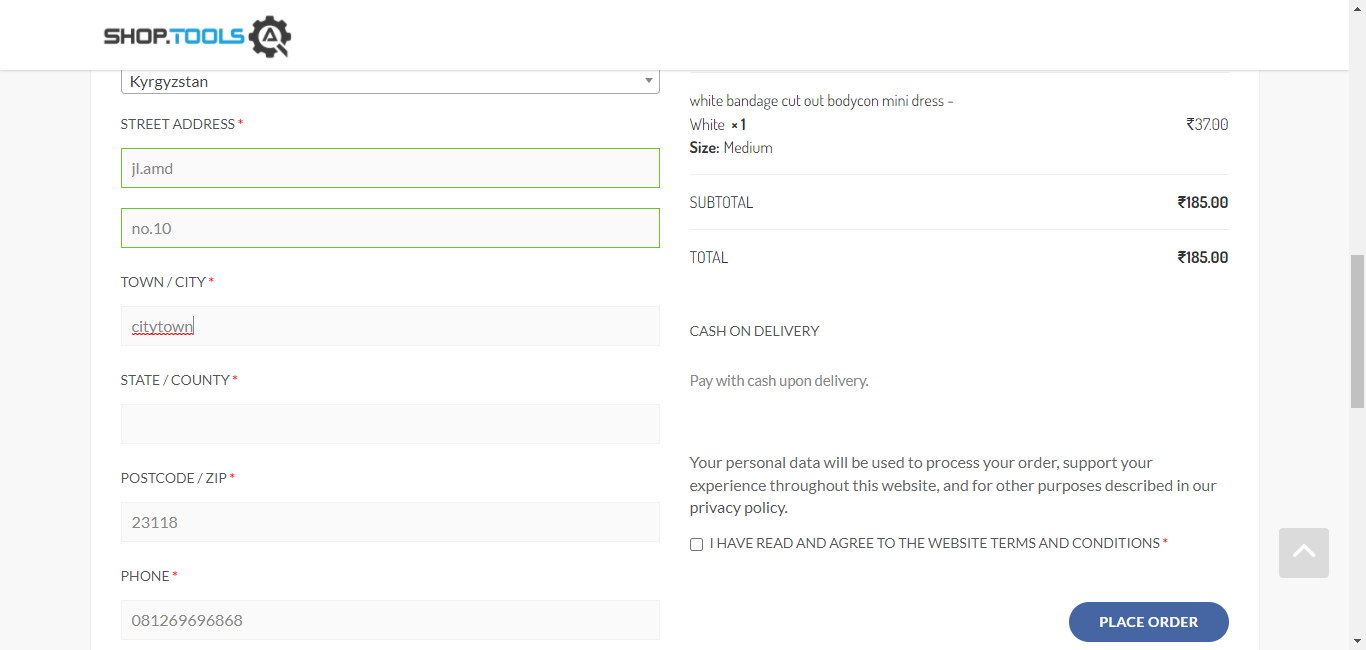 SHOP.TOOLS
Kyrgyzstan
STREET ADDRESS *
jl.amd
no.10
TOWN / CITY *
citytown
STATE / COUNTY *
POSTCODE / ZIP *
23118
PHONE *
081269696868
white bandage cut out bodycon mini dress –
White × 1
₹37.00
Size: Medium
SUBTOTAL ₹185.00
TOTAL ₹185.00
CASH ON DELIVERY
Pay with cash upon delivery.
Your personal data will be used to process your order, support your
experience throughout this website, and for other purposes described in our
privacy policy.
I HAVE READ AND AGREE TO THE WEBSITE TERMS AND CONDITIONS *
PLACE ORDER